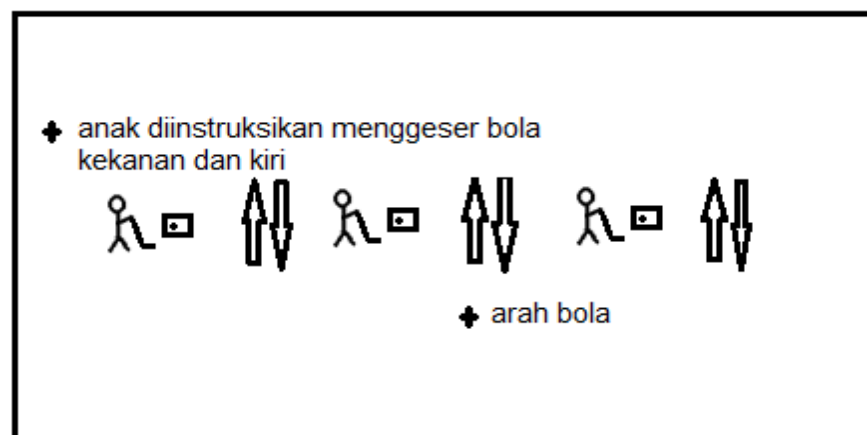 anak diinstruksikan menggeser bola
kekanan dan kiri
arah bola